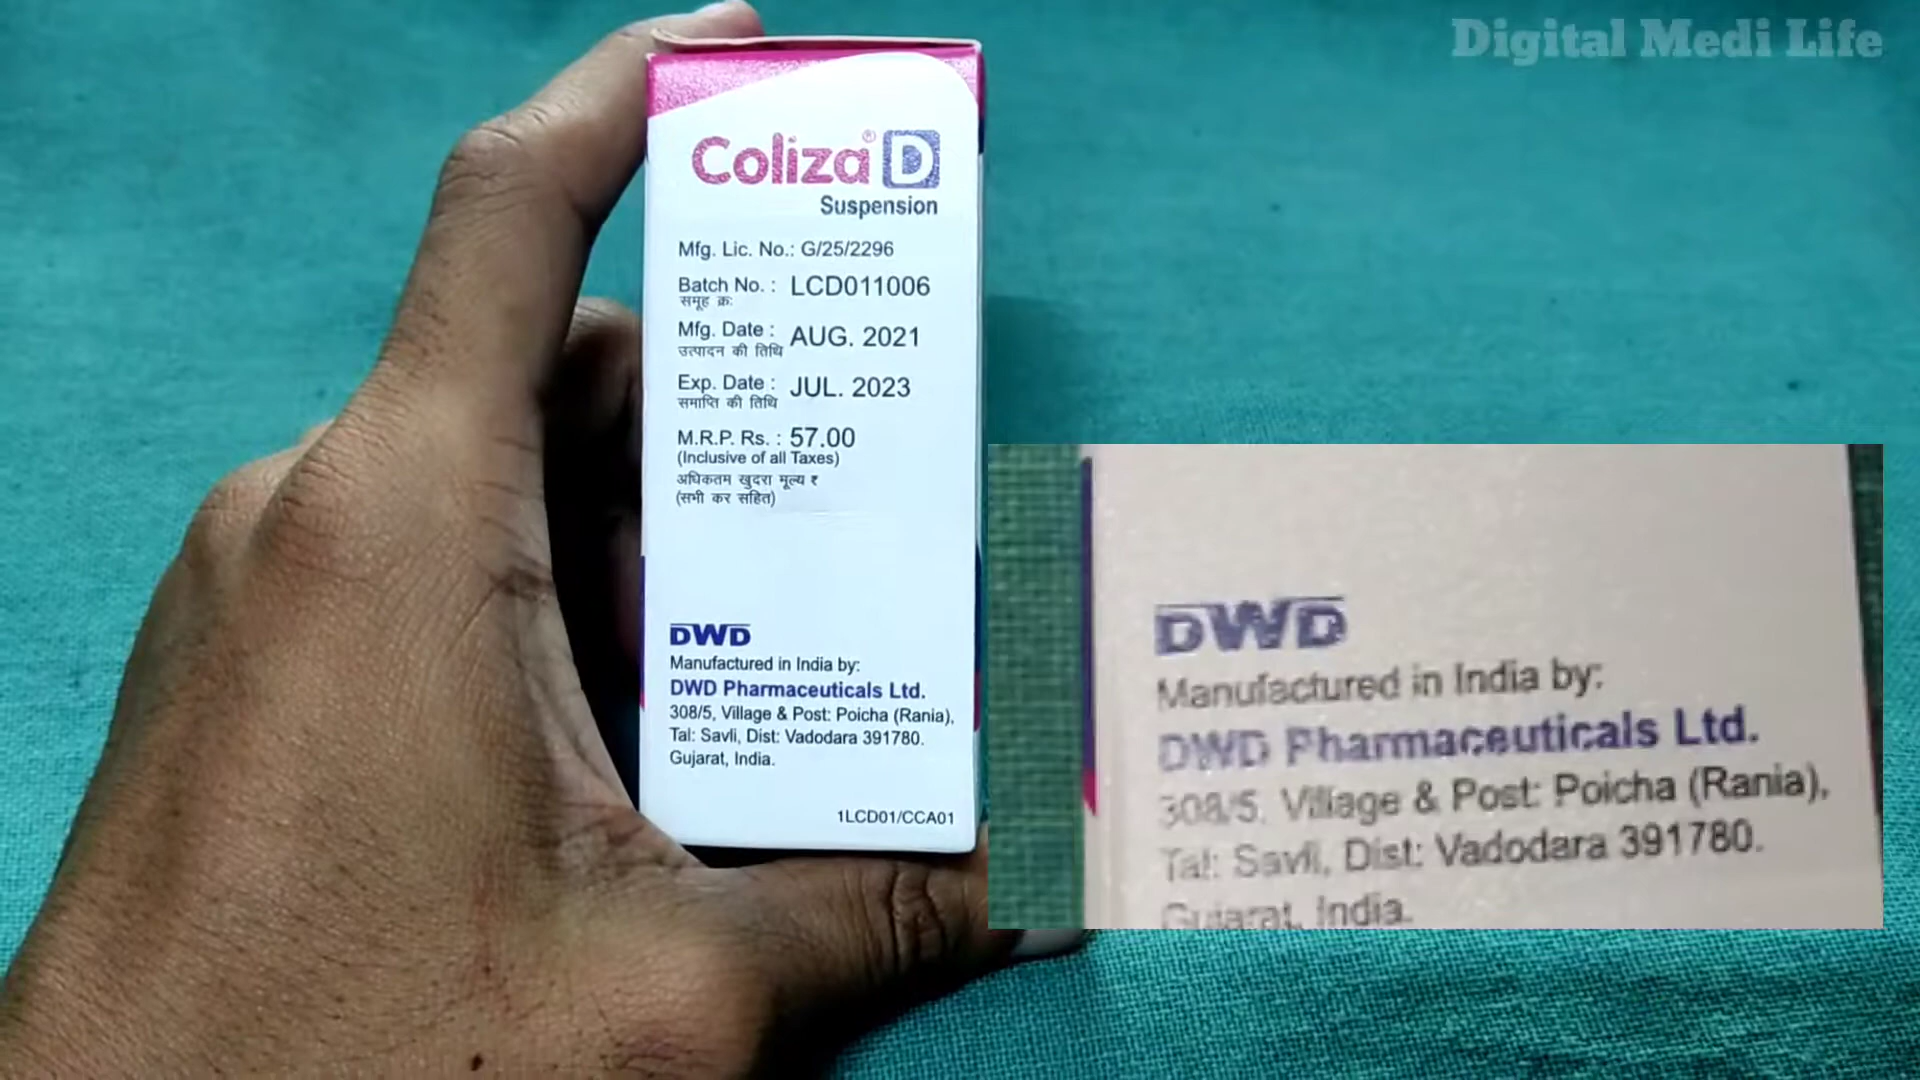 Digital Medi Life
Coliza® D
Suspension
Mfg. Lic. No.: G/25/2296
Batch No. : LCD011006
समूह क्रः
Mfg. Date : AUG. 2021
उत्पादन की तिथि
Exp. Date : JUL. 2023
समाप्ति की तिथि
M.R.P. Rs. : 57.00
(Inclusive of all Taxes)
अधिकतम खुदरा मूल्य ₹
(सभी कर सहित)
DWD
Manufactured in India by:
DWD Pharmaceuticals Ltd.
308/5, Village & Post: Poicha (Rania),
Tal: Savli, Dist: Vadodara 391780.
Gujarat, India.
1LCD01/CCA01
DWD
Manufactured in India by:
DWD Pharmaceuticals Ltd.
308/5, Village & Post: Poicha (Rania),
Tal: Savli, Dist: Vadodara 391780.
Gujarat, India.